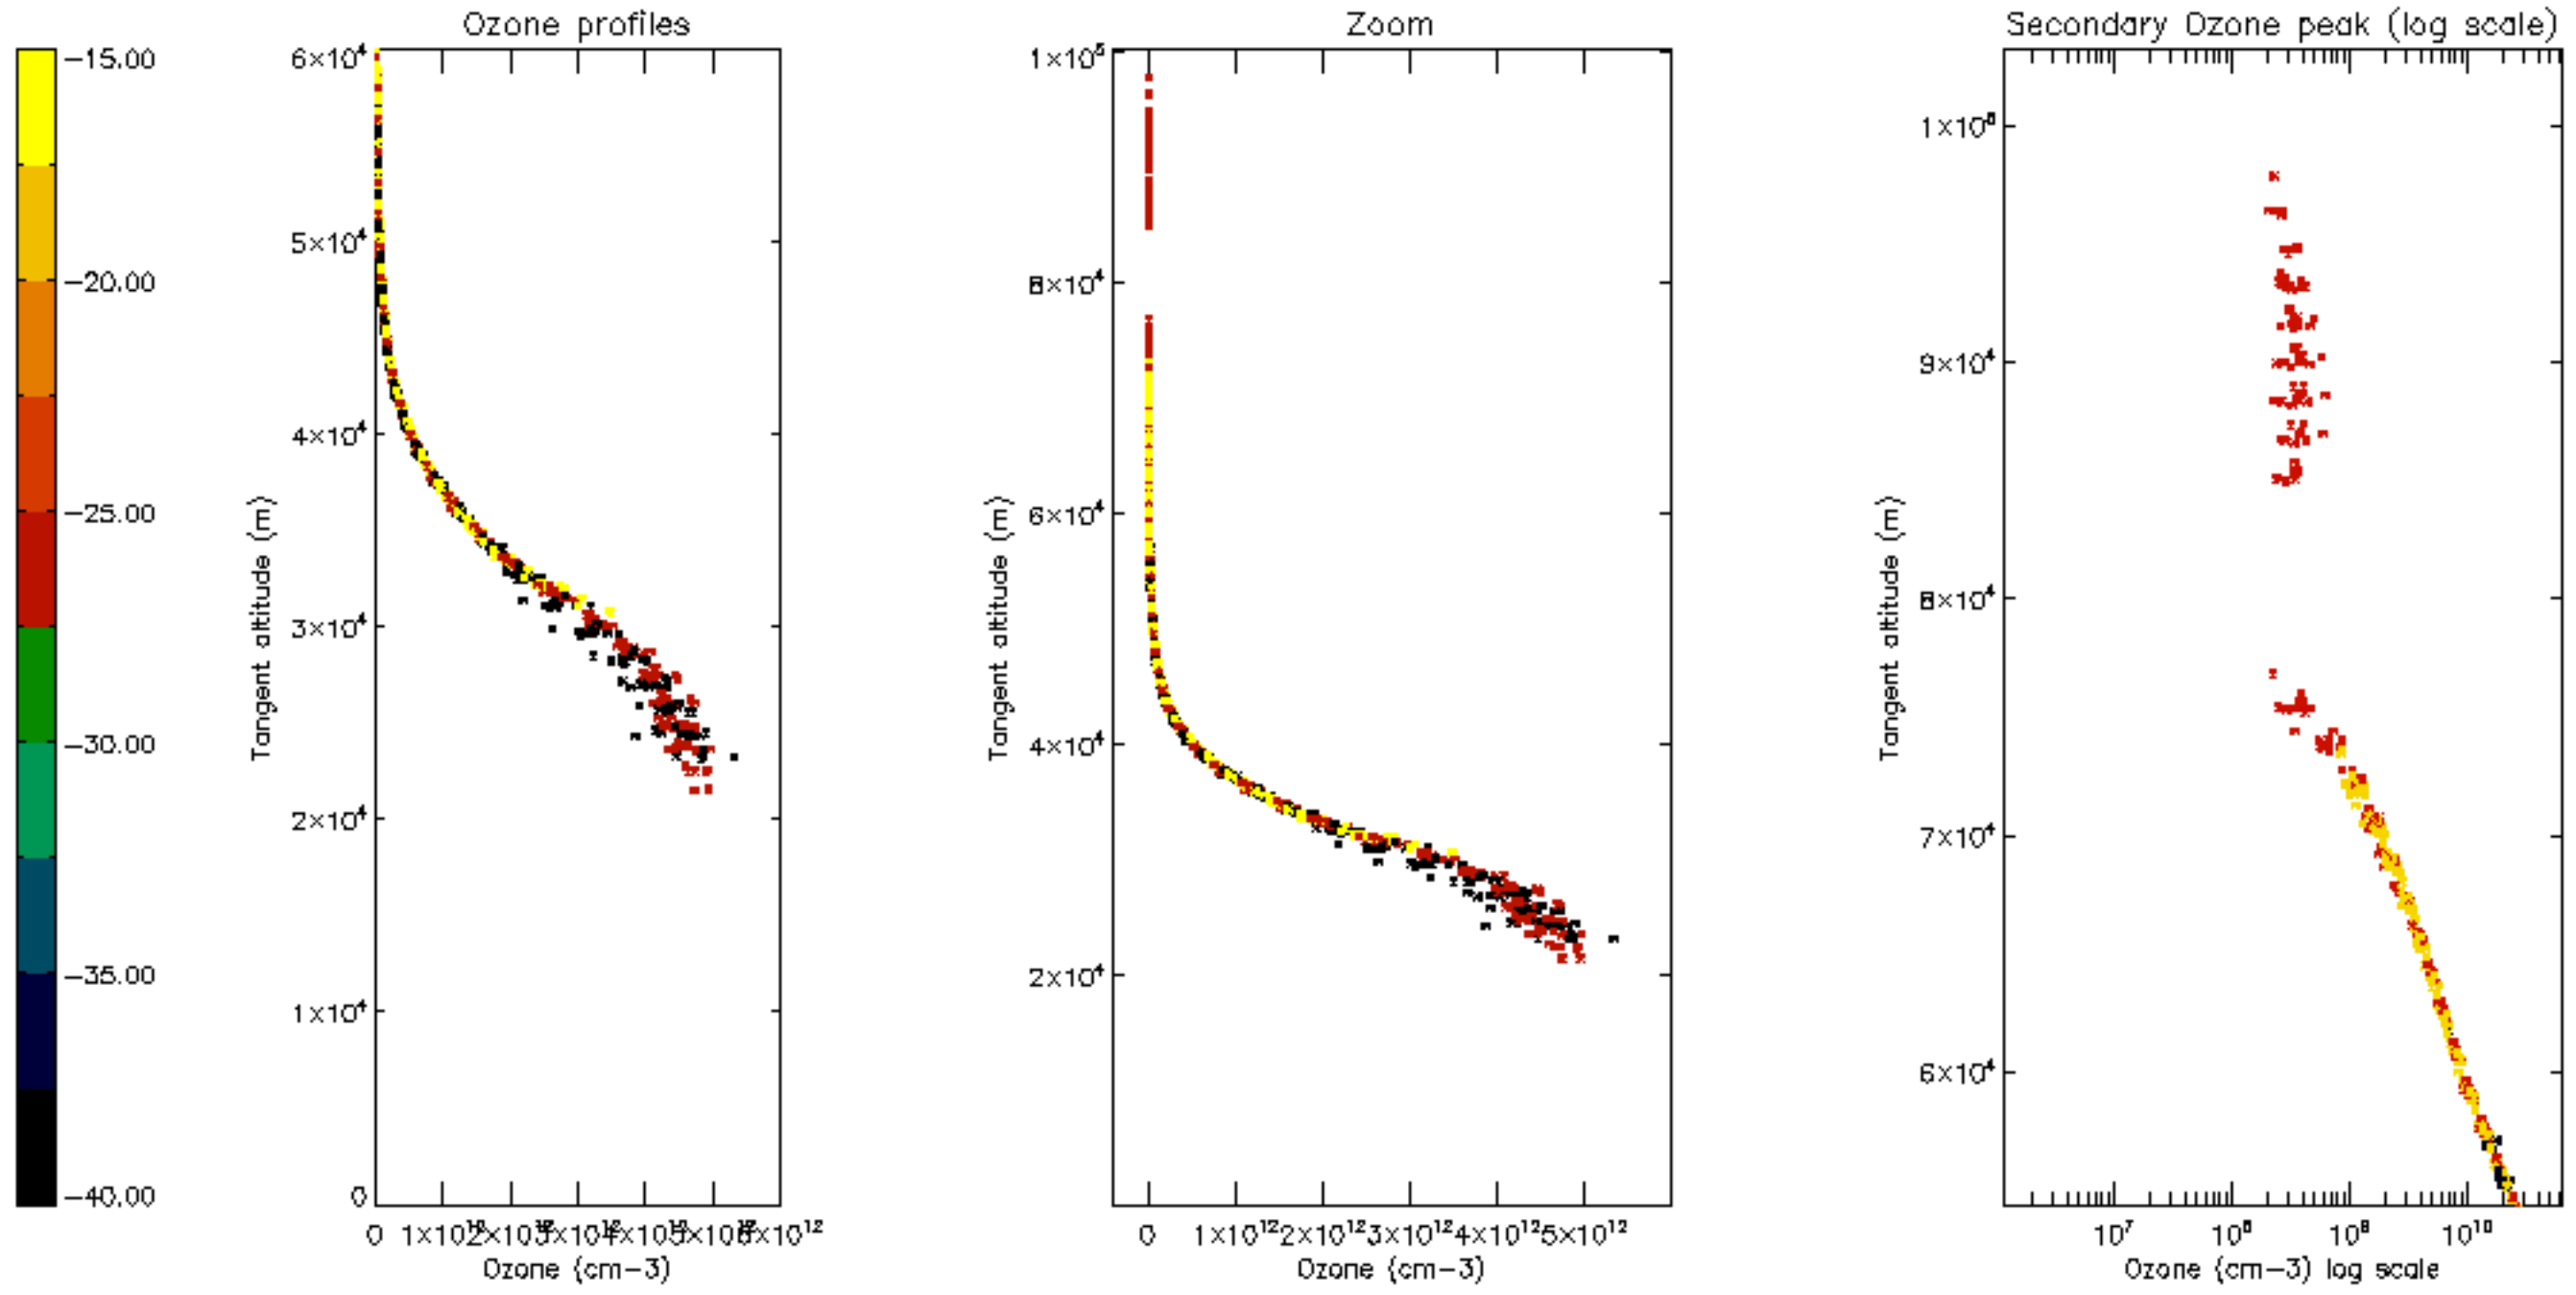 Ozone profiles
Zoom
Secondary Ozone peak (log scale)
-15.00
-20.00
-25.00
-30.00
-35.00
-40.00
6×10⁴
5×10⁴
4×10⁴
3×10⁴
2×10⁴
1×10⁴
0
Tangent altitude (m)
0
Ozone (cm-3)
1×10⁵
8×10⁴
6×10⁴
4×10⁴
2×10⁴
Tangent altitude (m)
0 1×10¹² 2×10¹² 3×10¹² 4×10¹² 5×10¹²
Ozone (cm-3)
1×10⁵
9×10⁴
8×10⁴
7×10⁴
6×10⁴
Tangent altitude (m)
10⁷ 10⁸ 10⁹ 10¹⁰
Ozone (cm-3) log scale